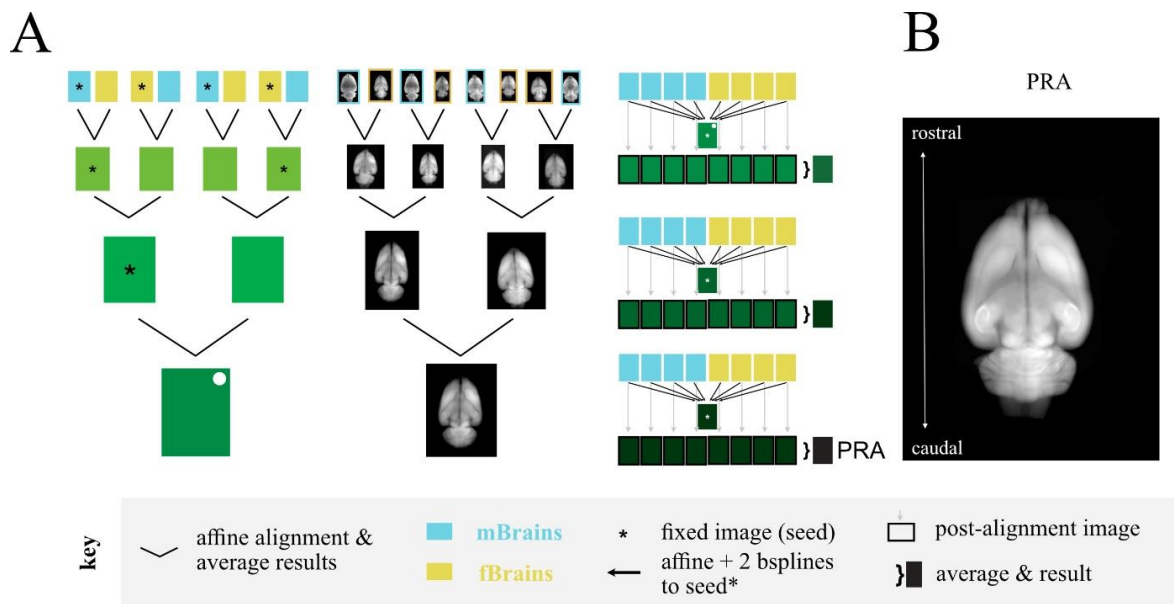 A
B
PRA
* * * *
* *
*
*
*
*
rostral
caudal
PRA
key
affine alignment &
average results
mBrains
fBrains
* fixed image (seed)
affine + 2 bsplines
to seed*
post-alignment image
} average & result